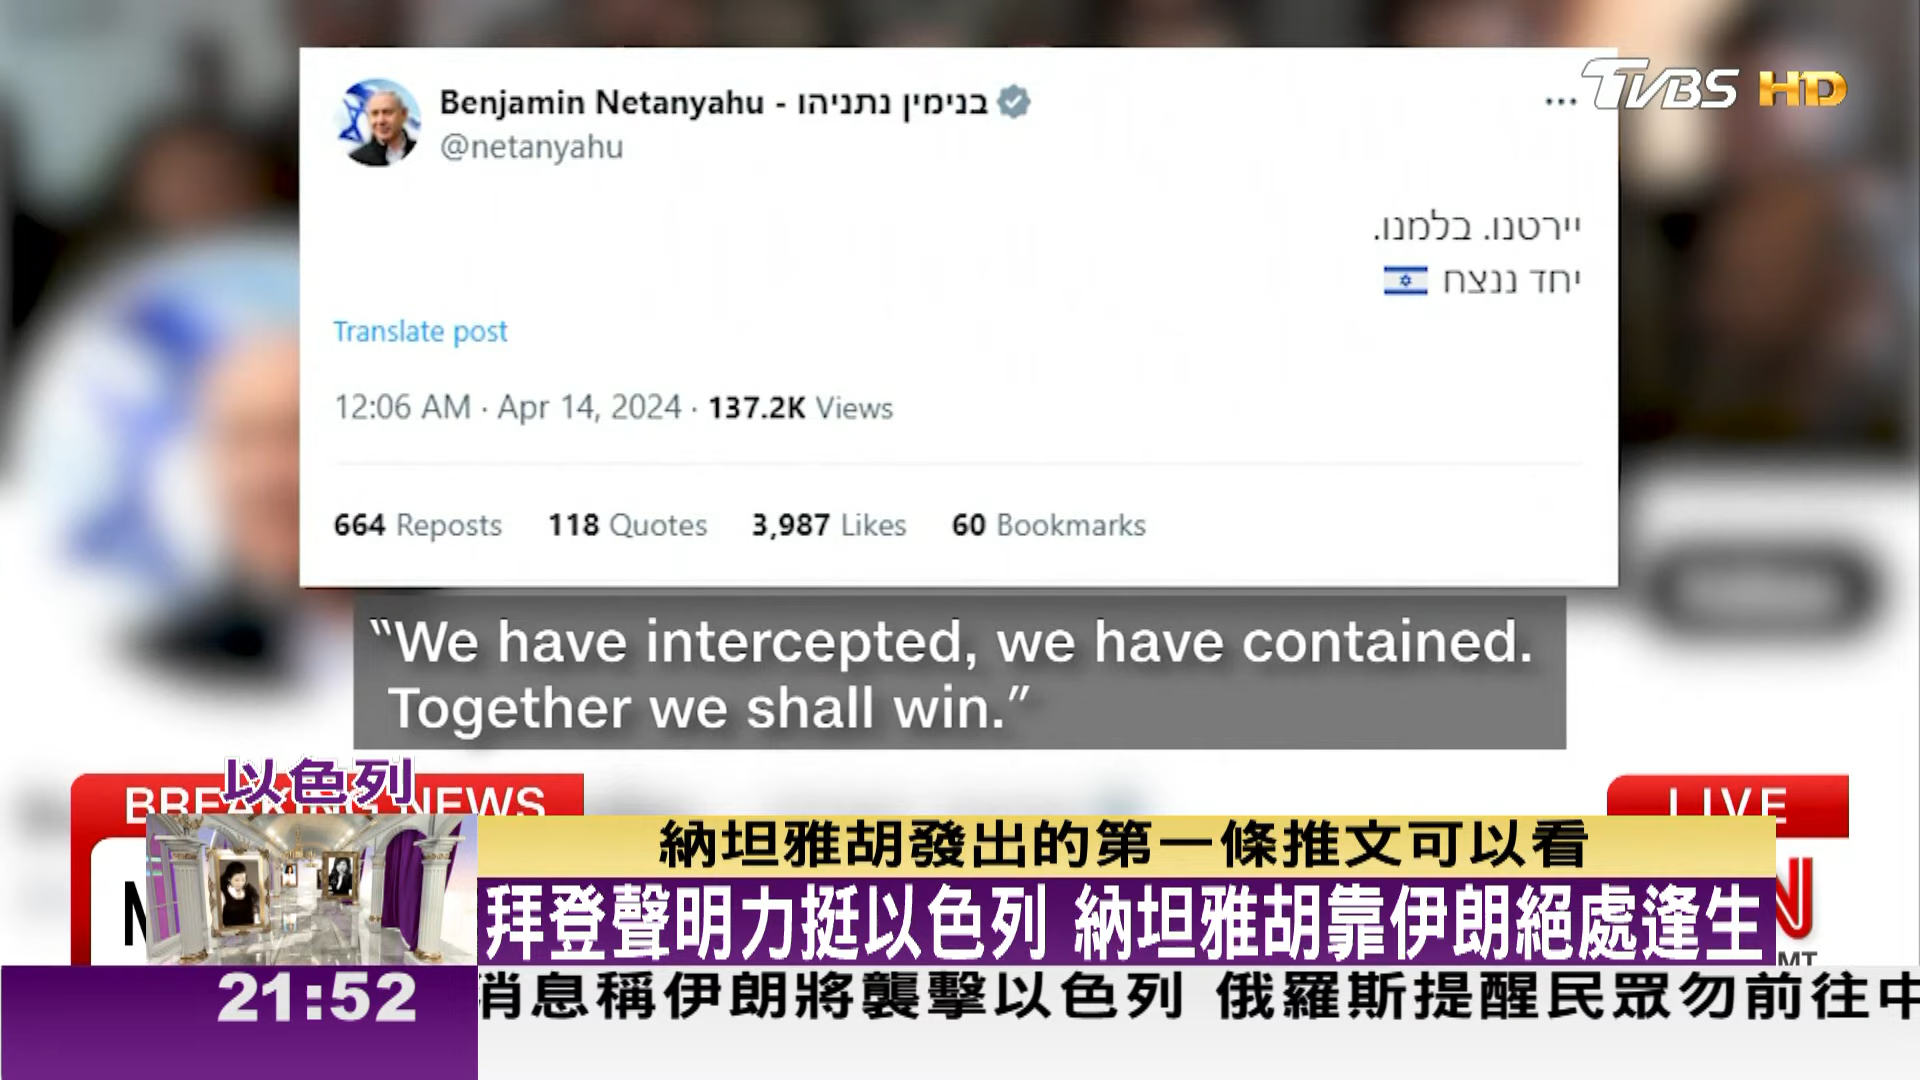 TVBS HD
Benjamin Netanyahu - בנימין נתניהו
@netanyahu
יירטנו. בלמנו.
יחד ננצח
Translate post
12:06 AM · Apr 14, 2024 · 137.2K Views
664 Reposts 118 Quotes 3,987 Likes 60 Bookmarks
“We have intercepted, we have contained.
Together we shall win.”
以色列
BREAKING NEWS
LIVE
納坦雅胡發出的第一條推文可以看
拜登聲明力挺以色列 納坦雅胡靠伊朗絕處逢生
21:52
消息稱伊朗將襲擊以色列 俄羅斯提醒民眾勿前往中